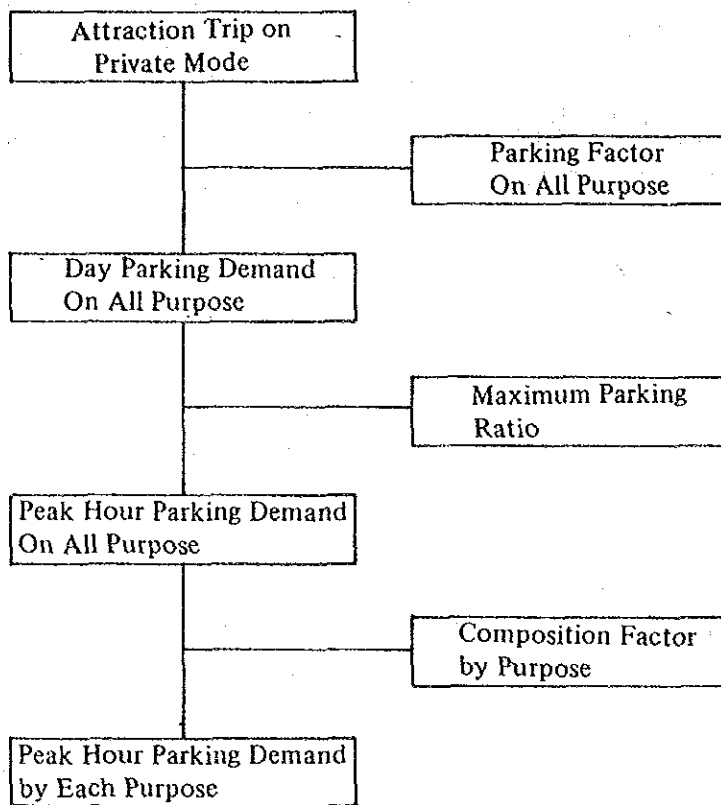 Attraction Trip on
Private Mode
Parking Factor
On All Purpose
Day Parking Demand
On All Purpose
Maximum Parking
Ratio
Peak Hour Parking Demand
On All Purpose
Composition Factor
by Purpose
Peak Hour Parking Demand
by Each Purpose